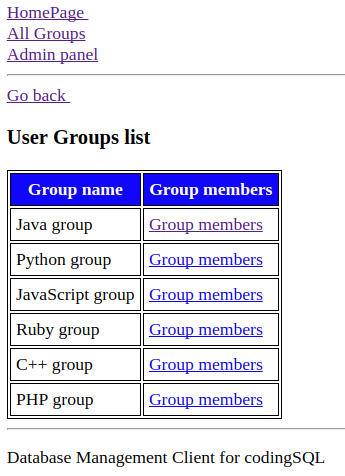 HomePage
All Groups
Admin panel
Go back
User Groups list
Group name Group members
Java group Group members
Python group Group members
JavaScript group Group members
Ruby group Group members
C++ group Group members
PHP group Group members
Database Management Client for codingSQL